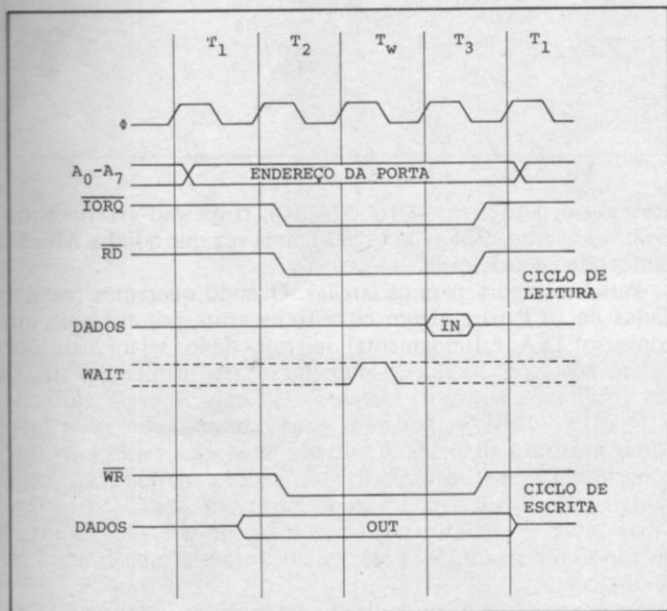 T1 T2 Tw T3 T1
Φ
A0-A7 ENDEREÇO DA PORTA
IORQ
RD
CICLO DE
LEITURA
DADOS IN
WAIT
WR
CICLO DE
ESCRITA
DADOS OUT